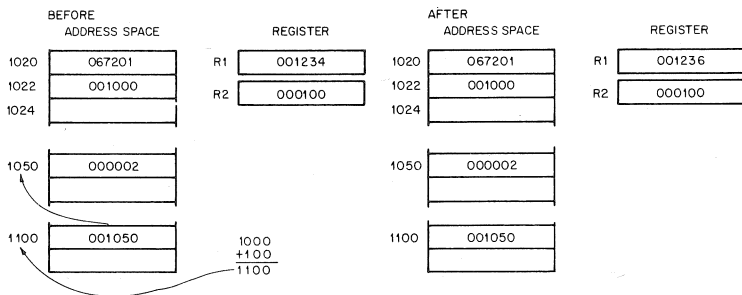 BEFORE
ADDRESS SPACE
REGISTER
1020 067201
R1 001234
1022 001000
R2 000100
1024
1050 000002
1100 001050
1000
+100
1100
AFTER
ADDRESS SPACE
REGISTER
1020 067201
R1 001236
1022 001000
R2 000100
1024
1050 000002
1100 001050